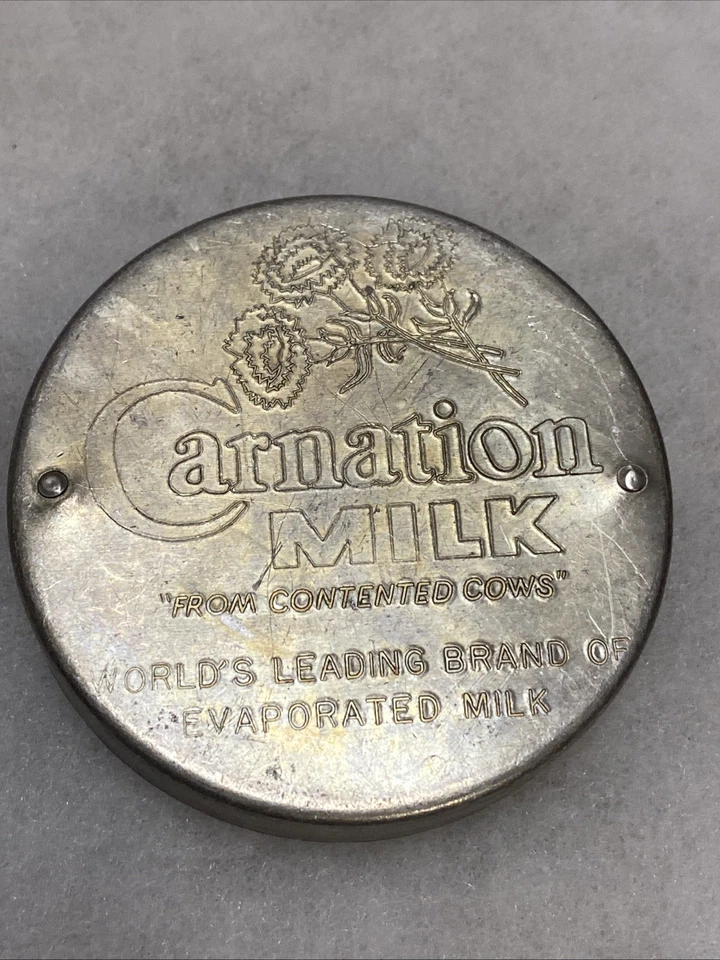 Carnation
MILK
"FROM CONTENTED COWS"
WORLD'S LEADING BRAND OF
EVAPORATED MILK